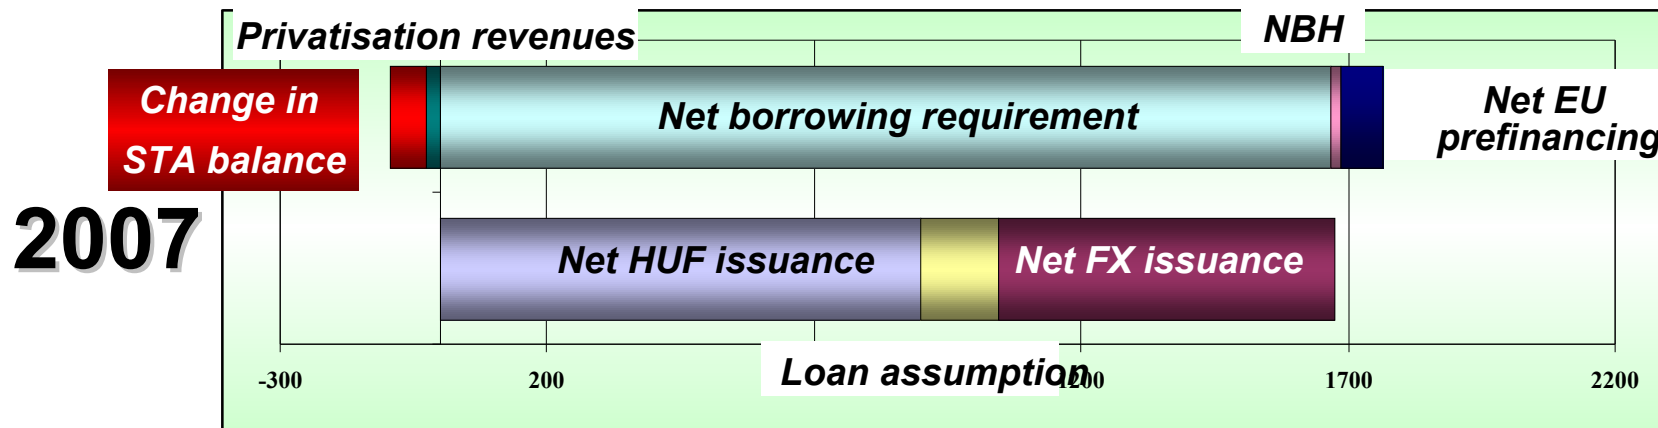 Privatisation revenues
NBH
Change in
STA balance
Net borrowing requirement
Net EU
prefinancing
2007
Net HUF issuance
Net FX issuance
Loan assumption
-300
200
1200
1700
2200